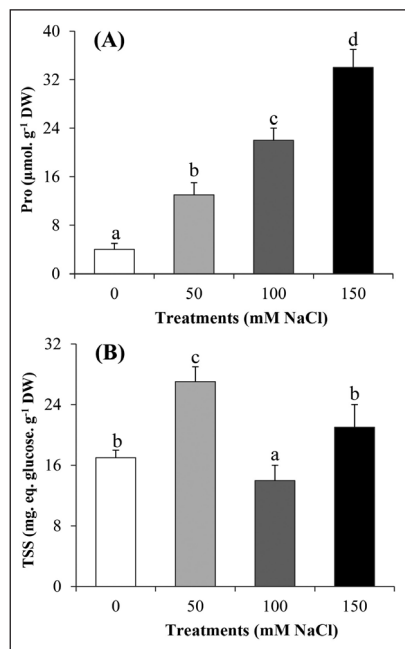 (A)
Pro (µmol. g⁻¹ DW)
40
32
24
16
8
0
a
b
c
d
0 50 100 150
Treatments (mM NaCl)
(B)
TSS (mg. eq. glucose. g⁻¹ DW)
32
24
16
8
0
b
c
a
b
0 50 100 150
Treatments (mM NaCl)